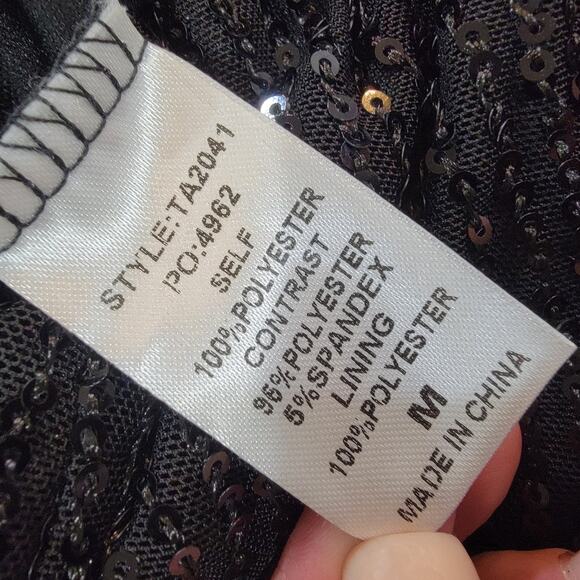 STYLE:TA2041
PO:4962
SELF
100%POLYESTER
CONTRAST
95%POLYESTER
5%SPANDEX
LINING
100%POLYESTER
M
MADE IN CHINA